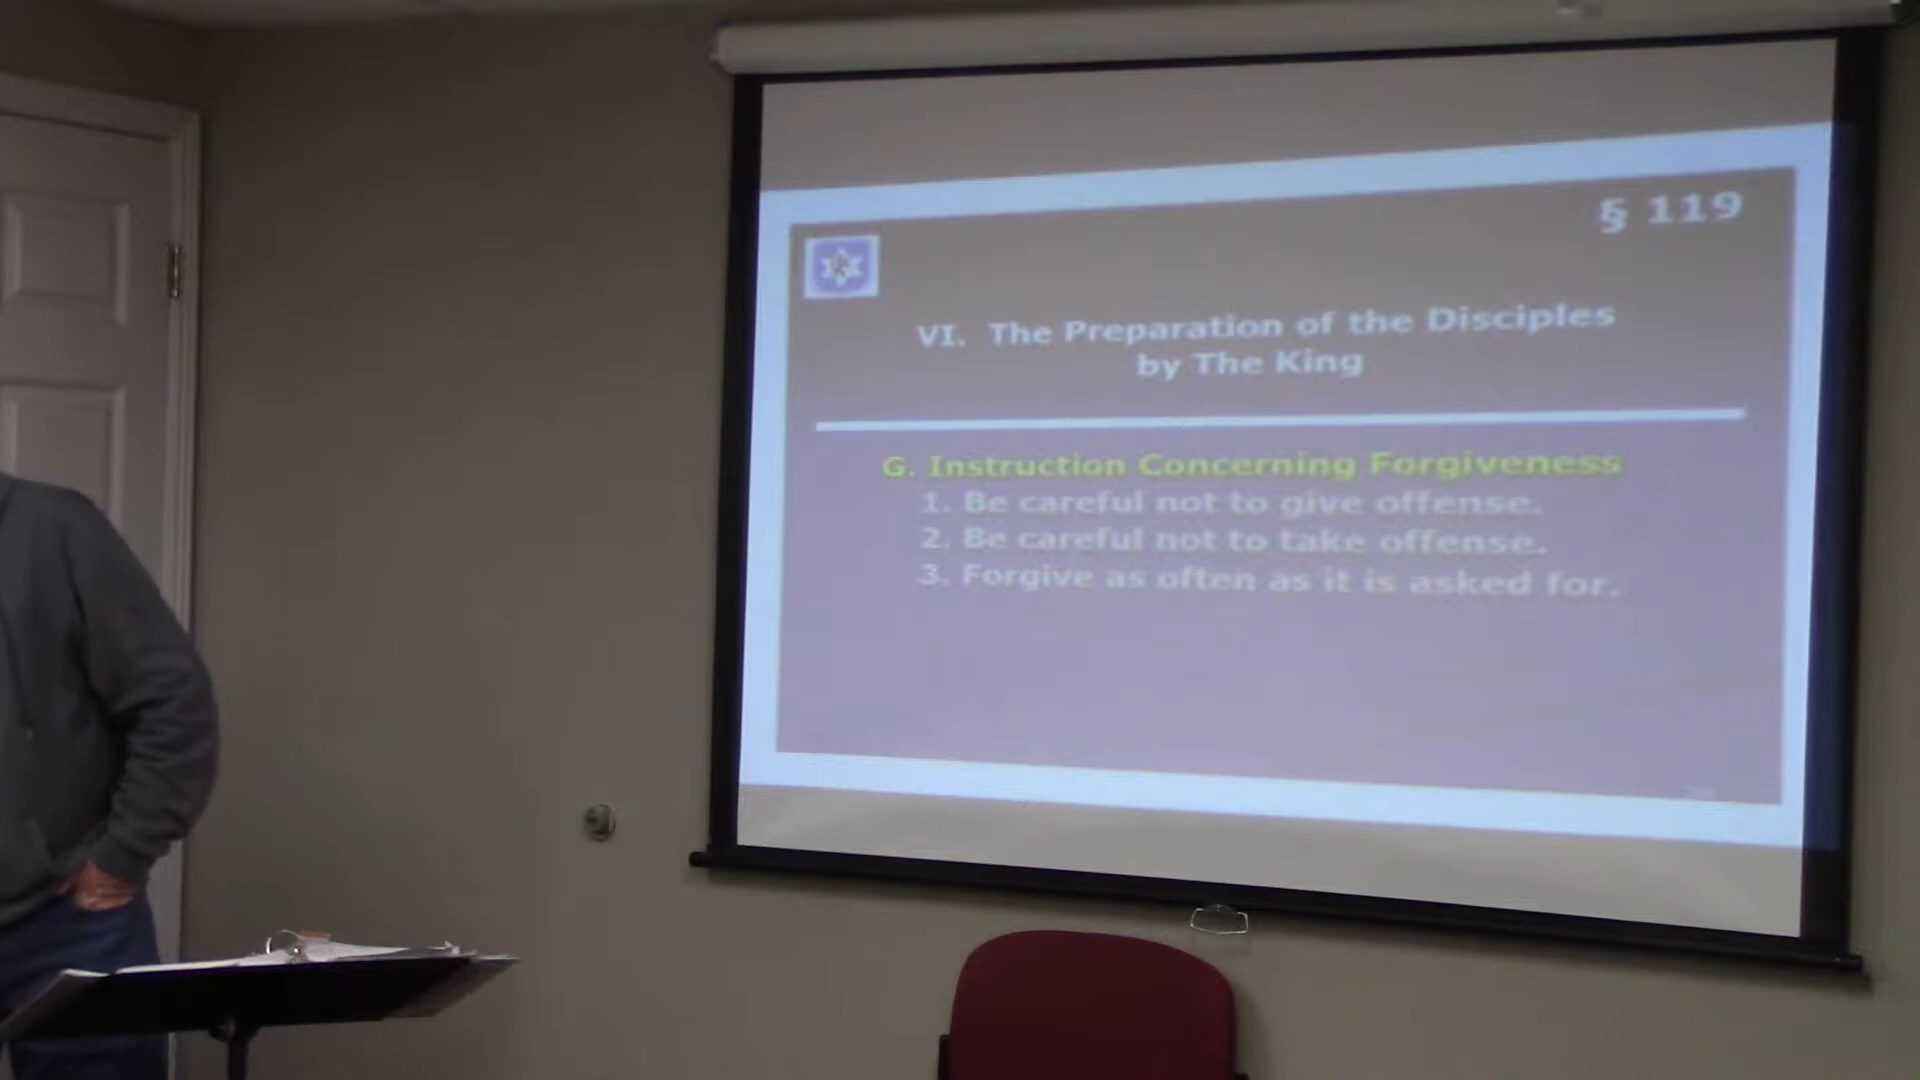 § 119
VI. The Preparation of the Disciples
by The King
G. Instruction Concerning Forgiveness
1. Be careful not to give offense.
2. Be careful not to take offense.
3. Forgive as often as it is asked for.